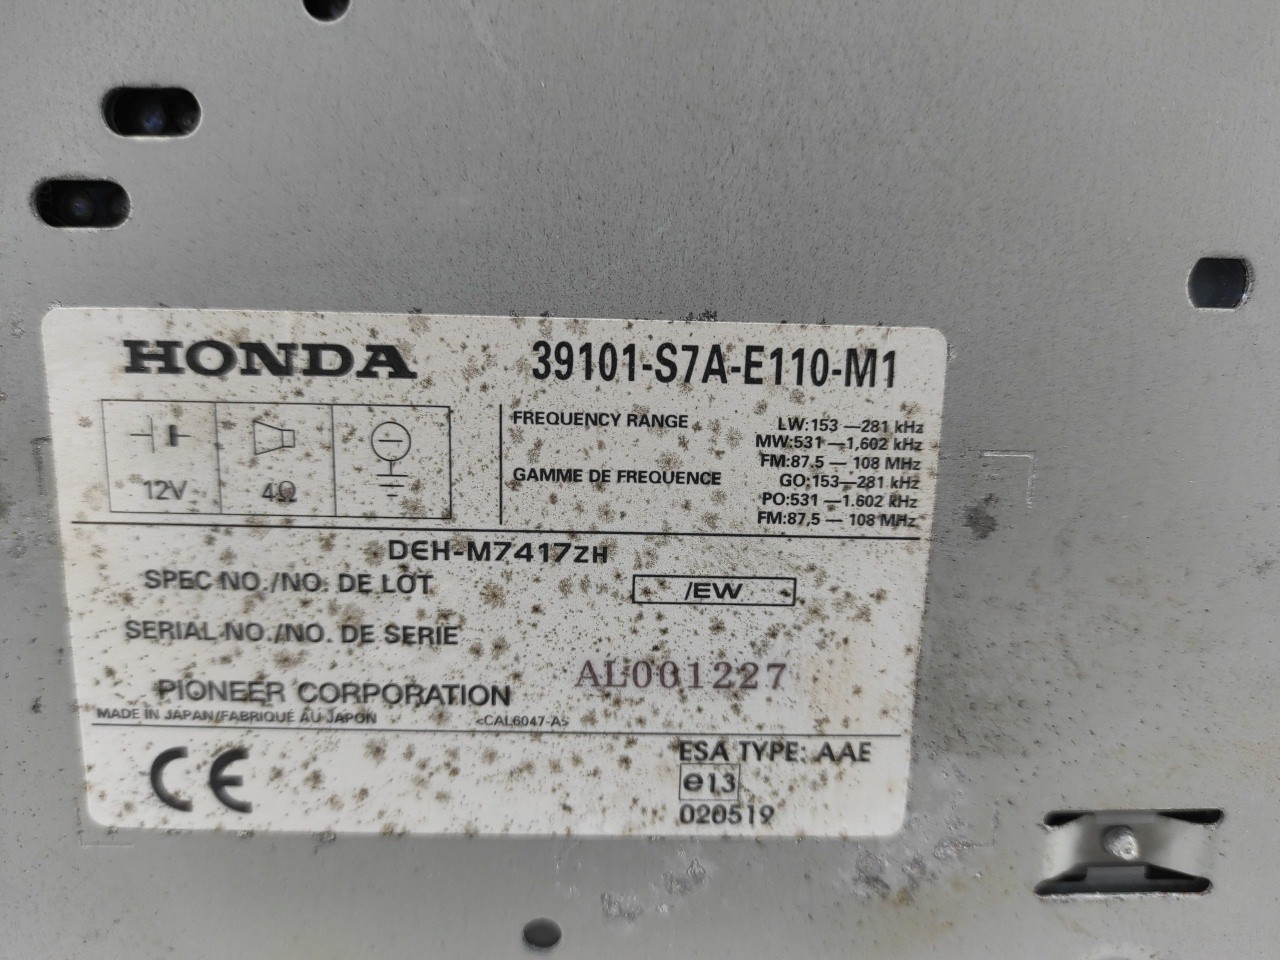 HONDA
39101-S7A-E110-M1
12V
4Ω
FREQUENCY RANGE
LW:153 —281 kHz
MW:531 —1,602 kHz
FM:87.5 — 108 MHz
GAMME DE FREQUENCE
GO:153—281 kHz
PO:531 —1.602 kHz
FM:87,5 — 108 MHz
DEH-M7417ZH
SPEC NO./NO. DE LOT
/EW
SERIAL NO./NO. DE SERIE
AL001227
PIONEER CORPORATION
MADE IN JAPAN/FABRIQUÉ AU JAPON
<CAL6047-A>
CE
ESA TYPE: AAE
e13
020519